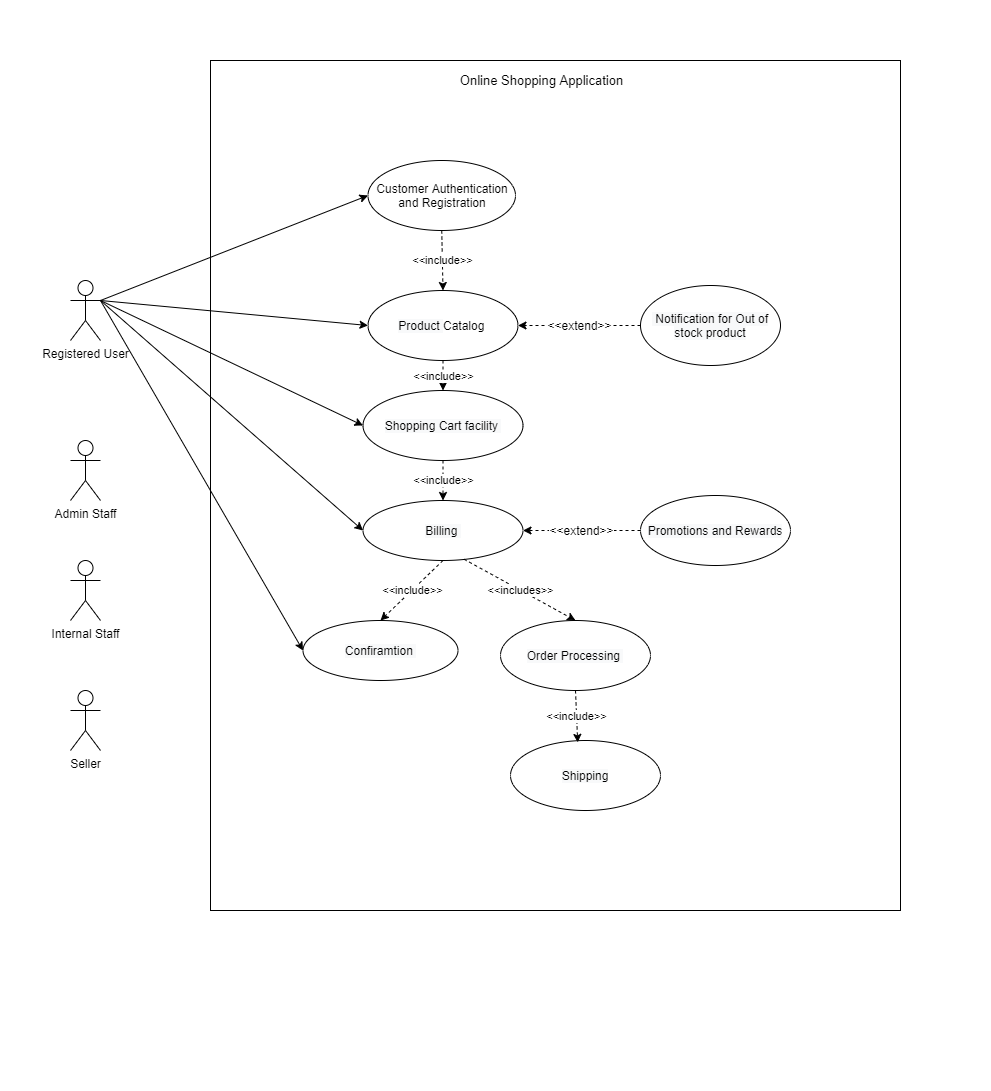 Online Shopping Application
Customer Authentication
and Registration
<<include>>
Registered User
Product Catalog
<<extend>>
Notification for Out of
stock product
<<include>>
Shopping Cart facility
<<include>>
Admin Staff
Billing
<<extend>>
Promotions and Rewards
<<include>>
<<includes>>
Internal Staff
Confiramtion
Order Processing
<<include>>
Seller
Shipping